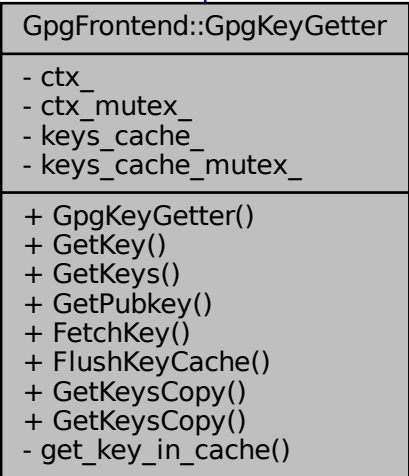 GpgFrontend::GpgKeyGetter
- ctx_
- ctx_mutex_
- keys_cache_
- keys_cache_mutex_
+ GpgKeyGetter()
+ GetKey()
+ GetKeys()
+ GetPubkey()
+ FetchKey()
+ FlushKeyCache()
+ GetKeysCopy()
+ GetKeysCopy()
- get_key_in_cache()